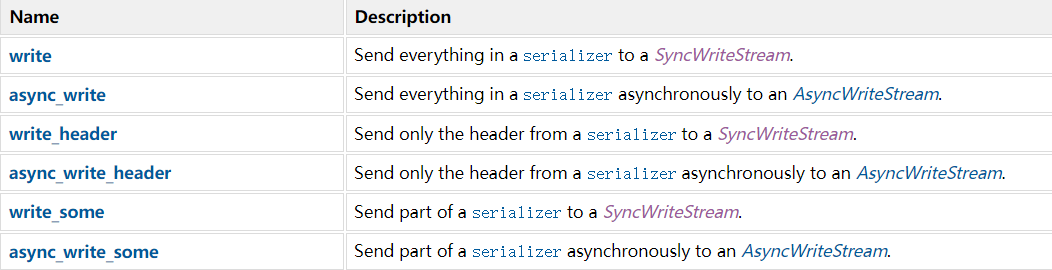 Name Description
write Send everything in a serializer to a SyncWriteStream.
async_write Send everything in a serializer asynchronously to an AsyncWriteStream.
write_header Send only the header from a serializer to a SyncWriteStream.
async_write_header Send only the header from a serializer asynchronously to an AsyncWriteStream.
write_some Send part of a serializer to a SyncWriteStream.
async_write_some Send part of a serializer asynchronously to an AsyncWriteStream.